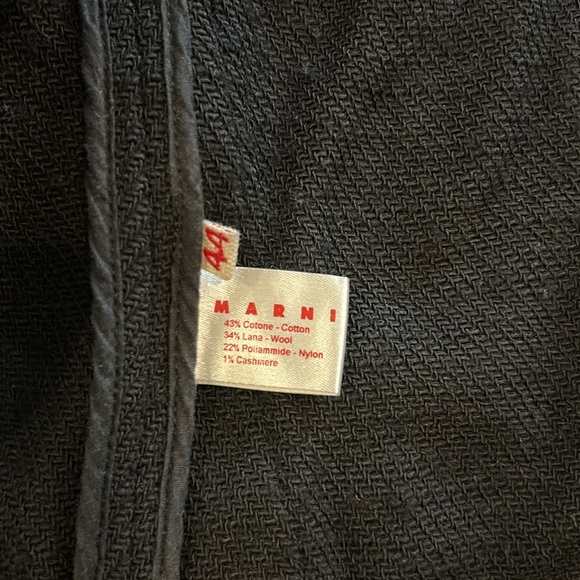 44
MARNI
43% Cotone - Cotton
34% Lana - Wool
22% Poliammide - Nylon
1% Cashmere